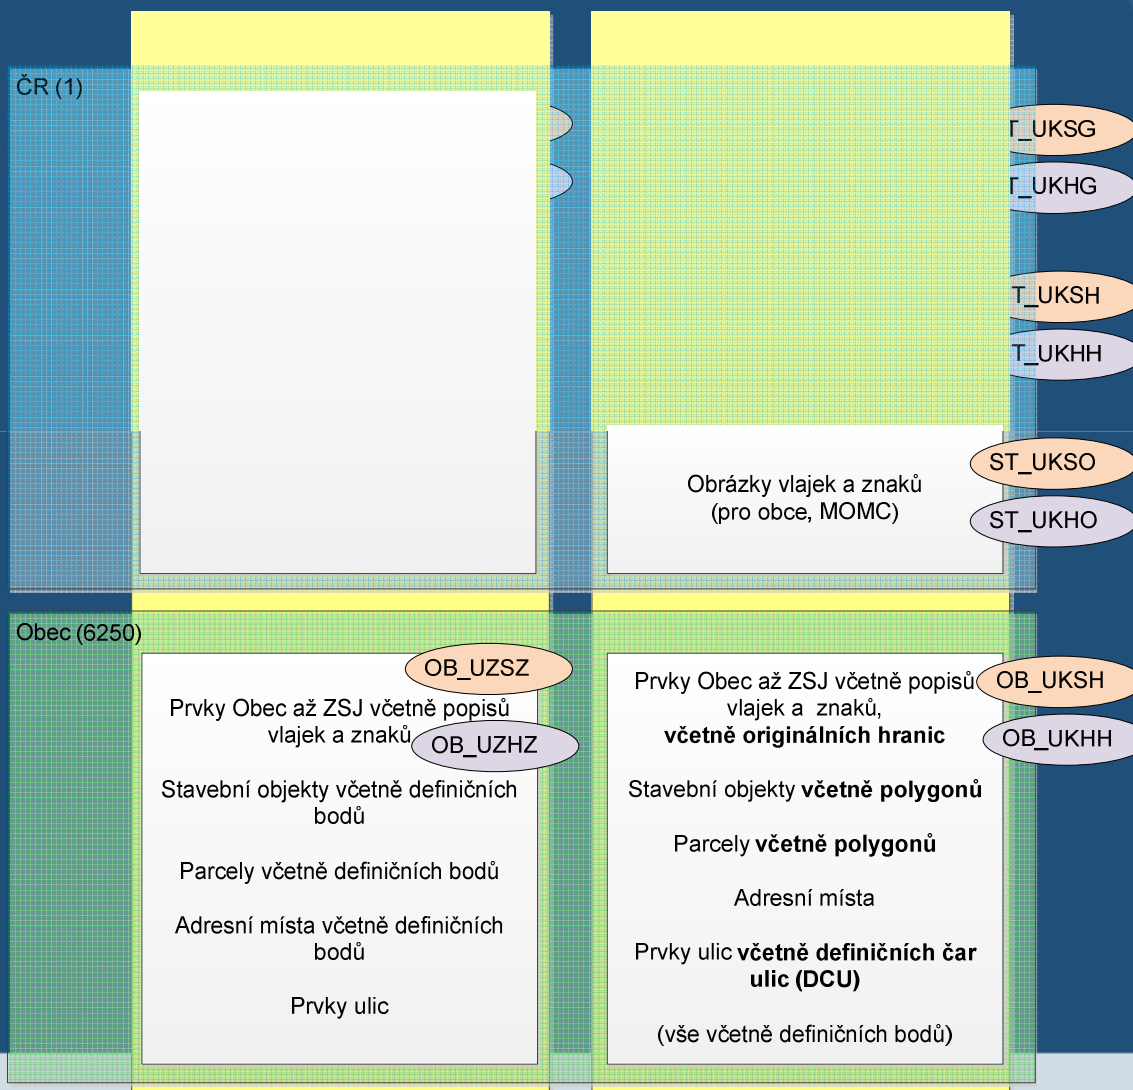 ČR (1)
T_UKSG
T_UKHG
T_UKSH
T_UKHH
Obrázky vlajek a znaků
(pro obce, MOMC)
ST_UKSO
ST_UKHO
Obec (6250)
OB_UZSZ
Prvky Obec až ZSJ včetně popisů
vlajek a znaků
OB_UZHZ
Stavební objekty včetně definičních
bodů
Parcely včetně definičních bodů
Adresní místa včetně definičních
bodů
Prvky ulic
OB_UKSH
Prvky Obec až ZSJ včetně popisů
vlajek a znaků,
včetně originálních hranic
OB_UKHH
Stavební objekty včetně polygonů
Parcely včetně polygonů
Adresní místa
Prvky ulic včetně definičních čar
ulic (DCU)
(vše včetně definičních bodů)